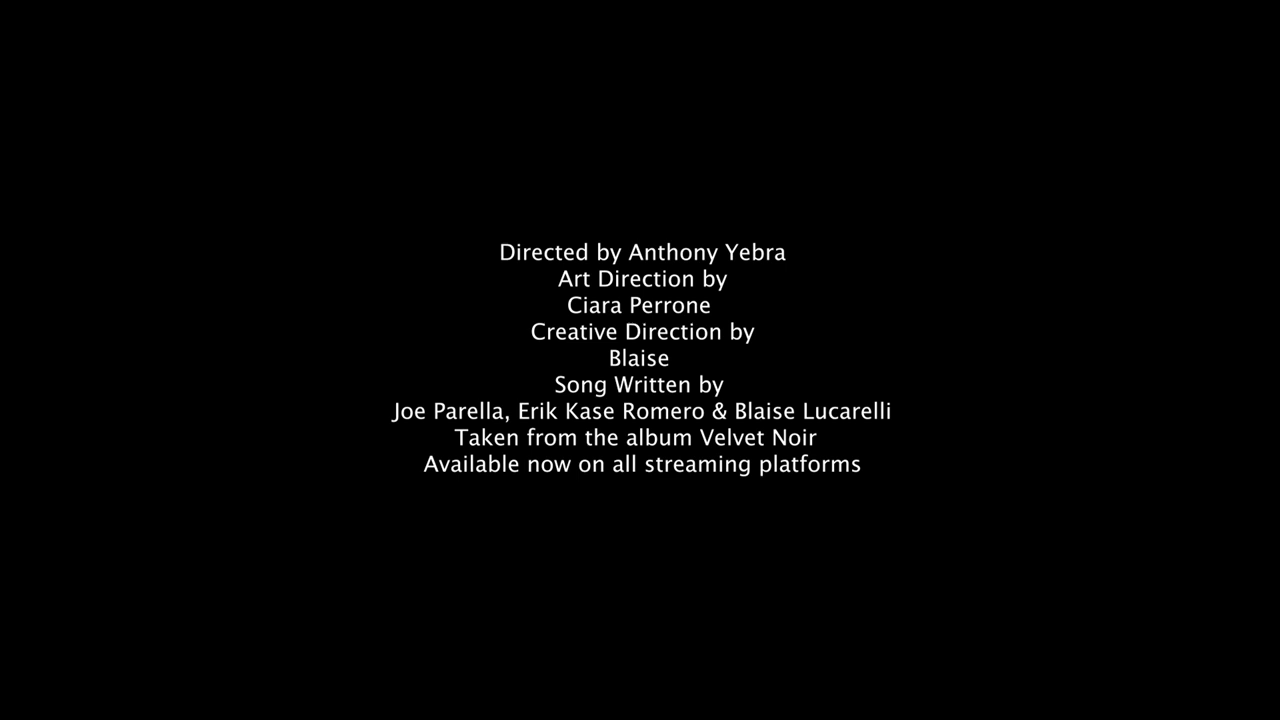 Directed by Anthony Yebra
Art Direction by
Ciara Perrone
Creative Direction by
Blaise
Song Written by
Joe Parella, Erik Kase Romero & Blaise Lucarelli
Taken from the album Velvet Noir
Available now on all streaming platforms